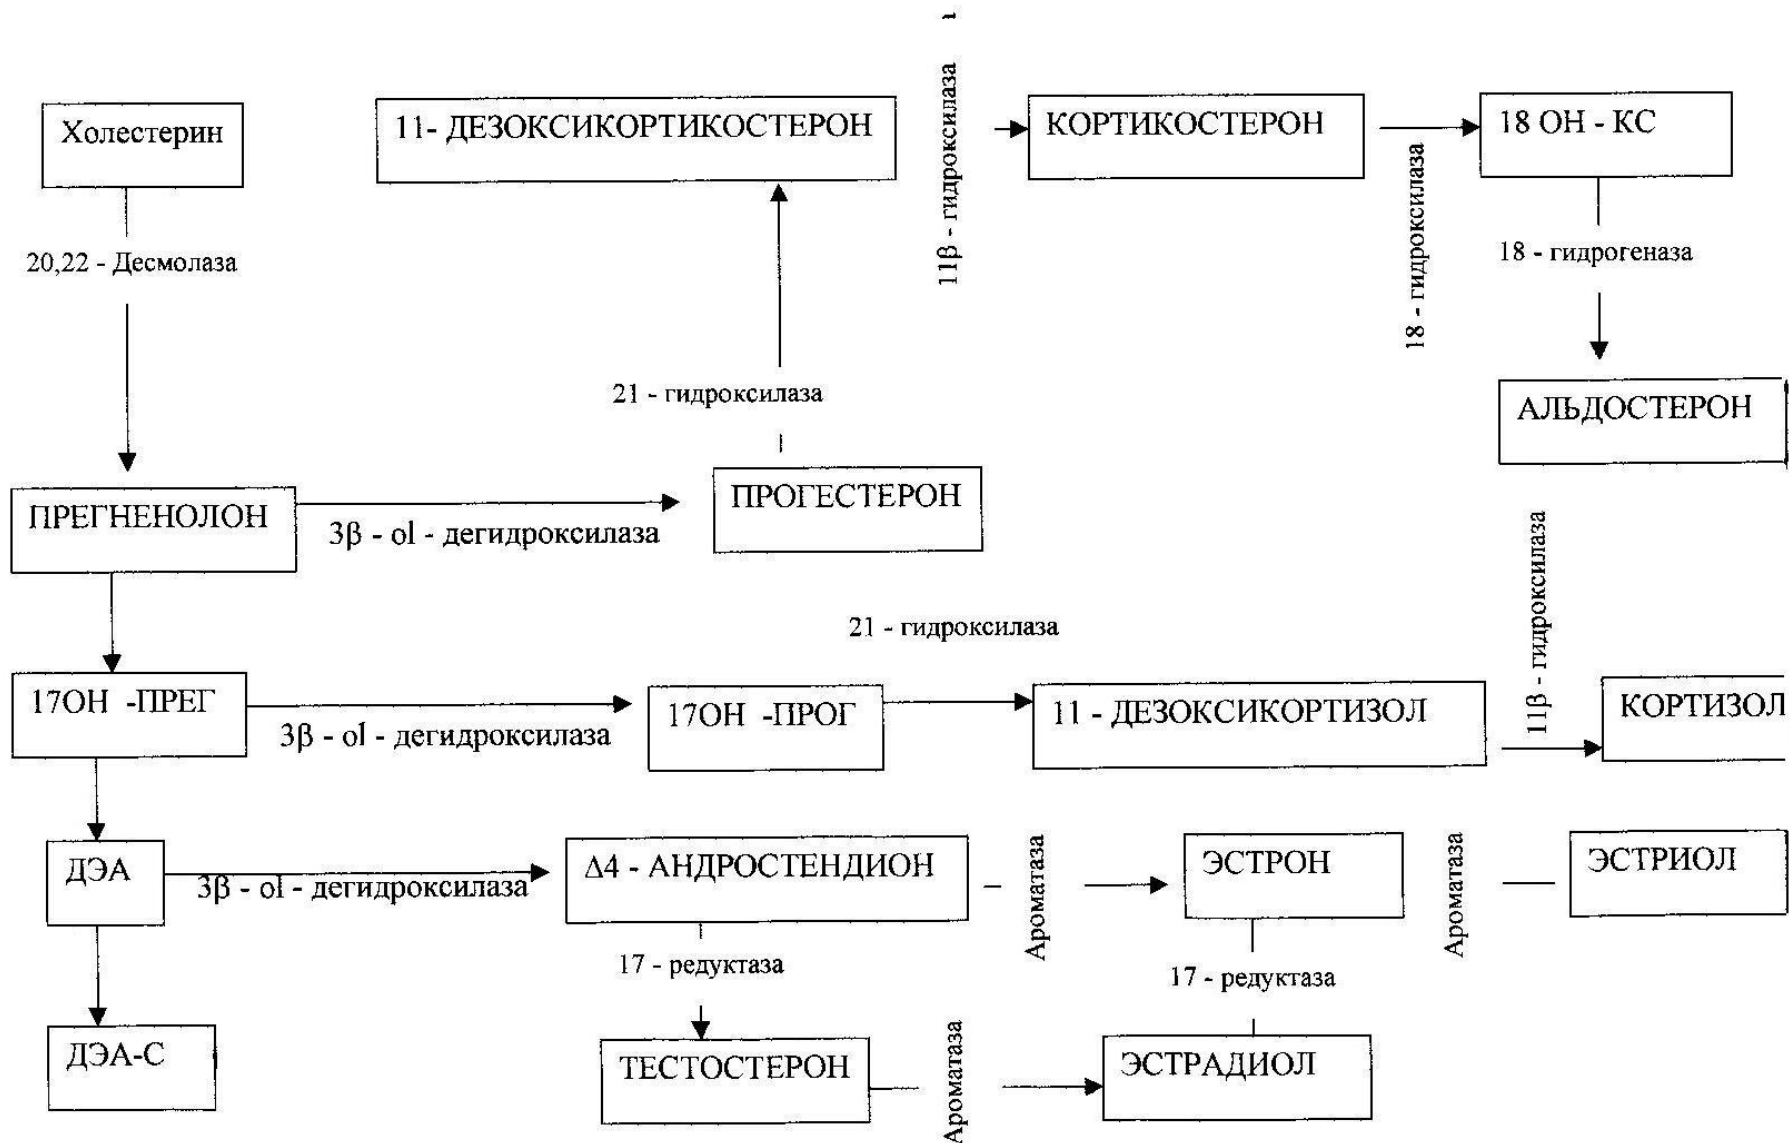 Холестерин
11- ДЕЗОКСИКОРТИКОСТЕРОН
11β - гидроксилаза
КОРТИКОСТЕРОН
18 - гидроксилаза
18 ОН - КС
20,22 - Десмолаза
18 - гидрогеназа
21 - гидроксилаза
АЛЬДОСТЕРОН
ПРЕГНЕНОЛОН
3β - ol - дегидроксилаза
ПРОГЕСТЕРОН
21 - гидроксилаза
11β - гидроксилаза
17ОН -ПРЕГ
3β - ol - дегидроксилаза
17ОН -ПРОГ
11 - ДЕЗОКСИКОРТИЗОЛ
КОРТИЗОЛ
ДЭА
3β - ol - дегидроксилаза
Δ4 - АНДРОСТЕНДИОН
Ароматаза
ЭСТРОН
Ароматаза
ЭСТРИОЛ
17 - редуктаза
17 - редуктаза
ДЭА-С
ТЕСТОСТЕРОН
Ароматаза
ЭСТРАДИОЛ